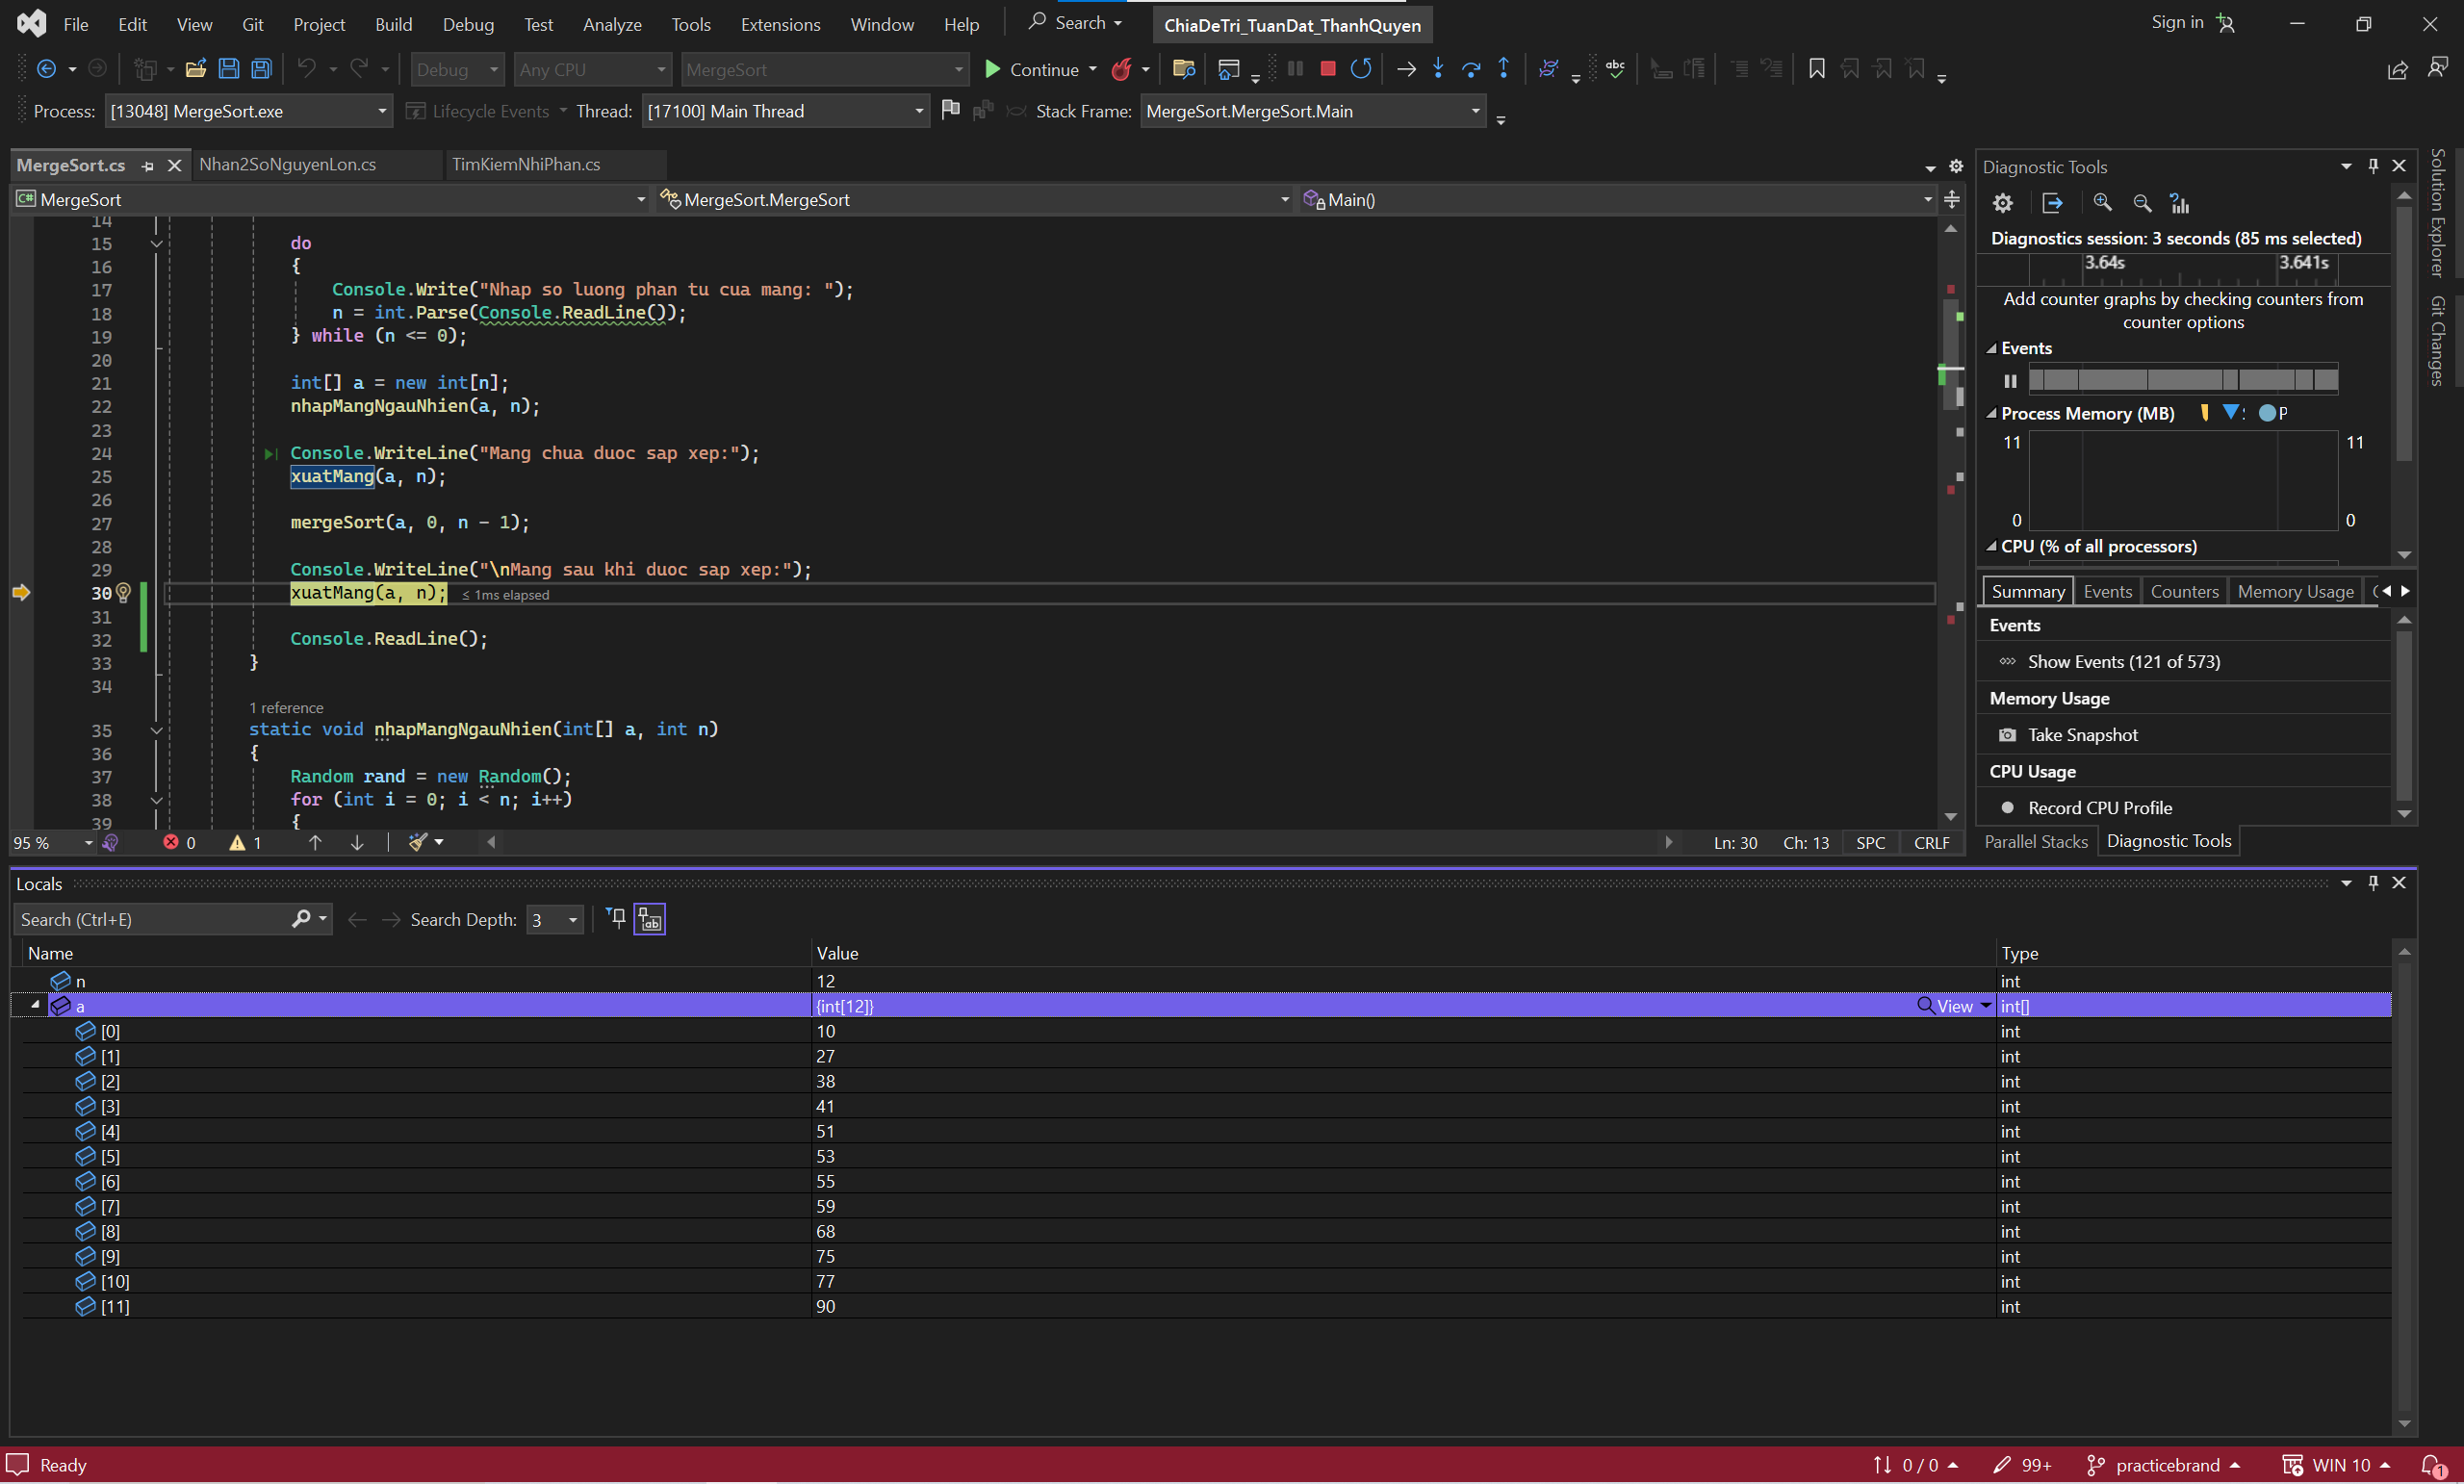 File Edit View Git Project Build Debug Test Analyze Tools Extensions Window Help Search ChiaDeTri_TuanDat_ThanhQuyen Sign in
Debug Any CPU MergeSort Continue
Process: [13048] MergeSort.exe Lifecycle Events Thread: [17100] Main Thread Stack Frame: MergeSort.MergeSort.Main
MergeSort.cs Nhan2SoNguyenLon.cs TimKiemNhiPhan.cs
C# MergeSort MergeSort.MergeSort Main()
14
15 do
16 {
17 Console.Write("Nhap so luong phan tu cua mang: ");
18 n = int.Parse(Console.ReadLine());
19 } while (n <= 0);
20
21 int[] a = new int[n];
22 nhapMangNgauNhien(a, n);
23
24 Console.WriteLine("Mang chua duoc sap xep:");
25 xuatMang(a, n);
26
27 mergeSort(a, 0, n - 1);
28
29 Console.WriteLine("\nMang sau khi duoc sap xep:");
30 xuatMang(a, n); ≤ 1ms elapsed
31
32 Console.ReadLine();
33 }
34
1 reference
35 static void nhapMangNgauNhien(int[] a, int n)
36 {
37 Random rand = new Random();
38 for (int i = 0; i < n; i++)
39 {
95 % 0 1 Ln: 30 Ch: 13 SPC CRLF
Diagnostic Tools
Diagnostics session: 3 seconds (85 ms selected)
3.64s 3.641s
Add counter graphs by checking counters from
counter options
Events
Process Memory (MB) P
11 11
0 0
CPU (% of all processors)
Summary Events Counters Memory Usage
Events
Show Events (121 of 573)
Memory Usage
Take Snapshot
CPU Usage
Record CPU Profile
Parallel Stacks Diagnostic Tools
Solution Explorer
Git Changes
Locals
Search (Ctrl+E) Search Depth: 3
Name Value Type
n 12 int
a {int[12]} View int[]
[0] 10 int
[1] 27 int
[2] 38 int
[3] 41 int
[4] 51 int
[5] 53 int
[6] 55 int
[7] 59 int
[8] 68 int
[9] 75 int
[10] 77 int
[11] 90 int
Ready 0 / 0 99+ practicebrand WIN 10 1